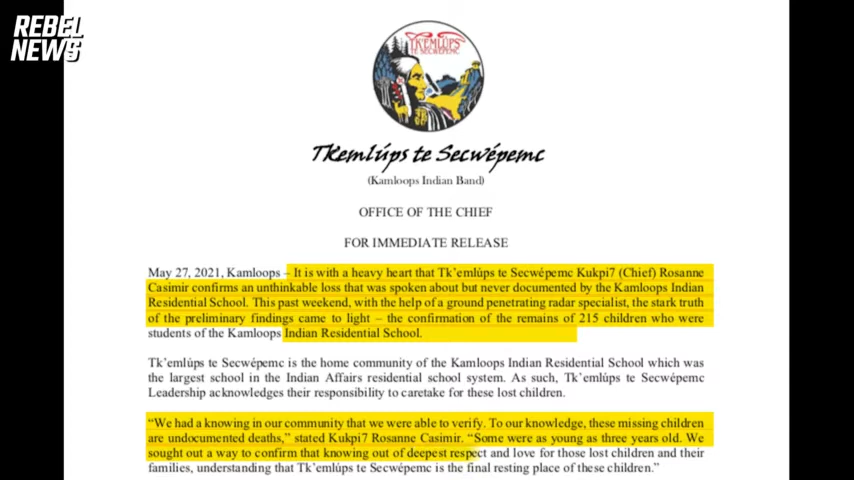 REBEL
NEWS
TK'EMLÚPS
TE SECWÉPEMC
Tk'emlúps te Secwépemc
(Kamloops Indian Band)
OFFICE OF THE CHIEF
FOR IMMEDIATE RELEASE
May 27, 2021, Kamloops – It is with a heavy heart that Tk'emlúps te Secwépemc Kukpi7 (Chief) Rosanne
Casimir confirms an unthinkable loss that was spoken about but never documented by the Kamloops Indian
Residential School. This past weekend, with the help of a ground penetrating radar specialist, the stark truth
of the preliminary findings came to light – the confirmation of the remains of 215 children who were
students of the Kamloops Indian Residential School.
Tk'emlúps te Secwépemc is the home community of the Kamloops Indian Residential School which was
the largest school in the Indian Affairs residential school system. As such, Tk'emlúps te Secwépemc
Leadership acknowledges their responsibility to caretake for these lost children.
“We had a knowing in our community that we were able to verify. To our knowledge, these missing children
are undocumented deaths,” stated Kukpi7 Rosanne Casimir. “Some were as young as three years old. We
sought out a way to confirm that knowing out of deepest respect and love for those lost children and their
families, understanding that Tk'emlúps te Secwépemc is the final resting place of these children.”